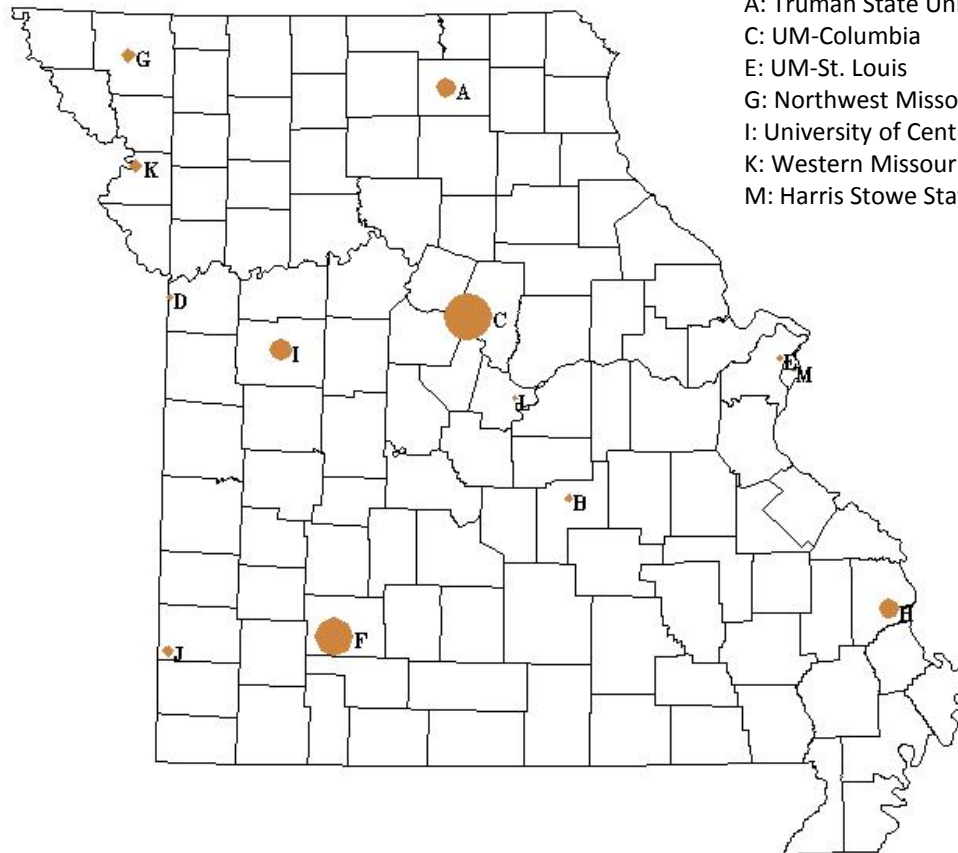 A: Truman State Uni
C: UM-Columbia
E: UM-St. Louis
G: Northwest Misso
I: University of Cent
K: Western Missour
M: Harris Stowe Sta
G
A
K
D
C
I
E
M
L
B
H
F
J